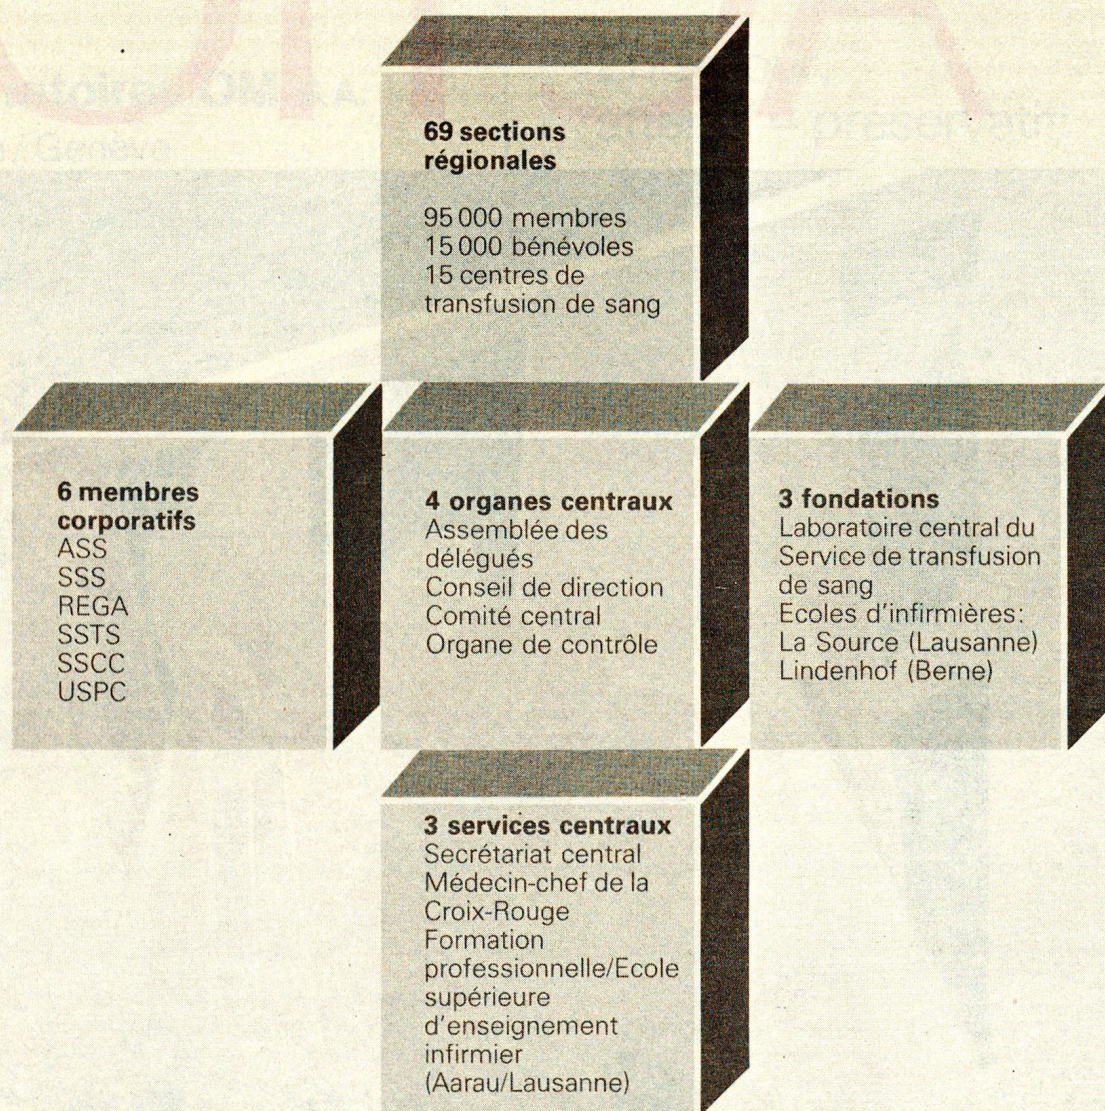 69 sections
régionales
95 000 membres
15 000 bénévoles
15 centres de
transfusion de sang
6 membres
corporatifs
ASS
SSS
REGA
SSTS
SSCC
USPC
4 organes centraux
Assemblée des
délégués
Conseil de direction
Comité central
Organe de contrôle
3 fondations
Laboratoire central du
Service de transfusion
de sang
Ecoles d'infirmières:
La Source (Lausanne)
Lindenhof (Berne)
3 services centraux
Secrétariat central
Médecin-chef de la
Croix-Rouge
Formation
professionnelle/Ecole
supérieure
d'enseignement
infirmier
(Aarau/Lausanne)